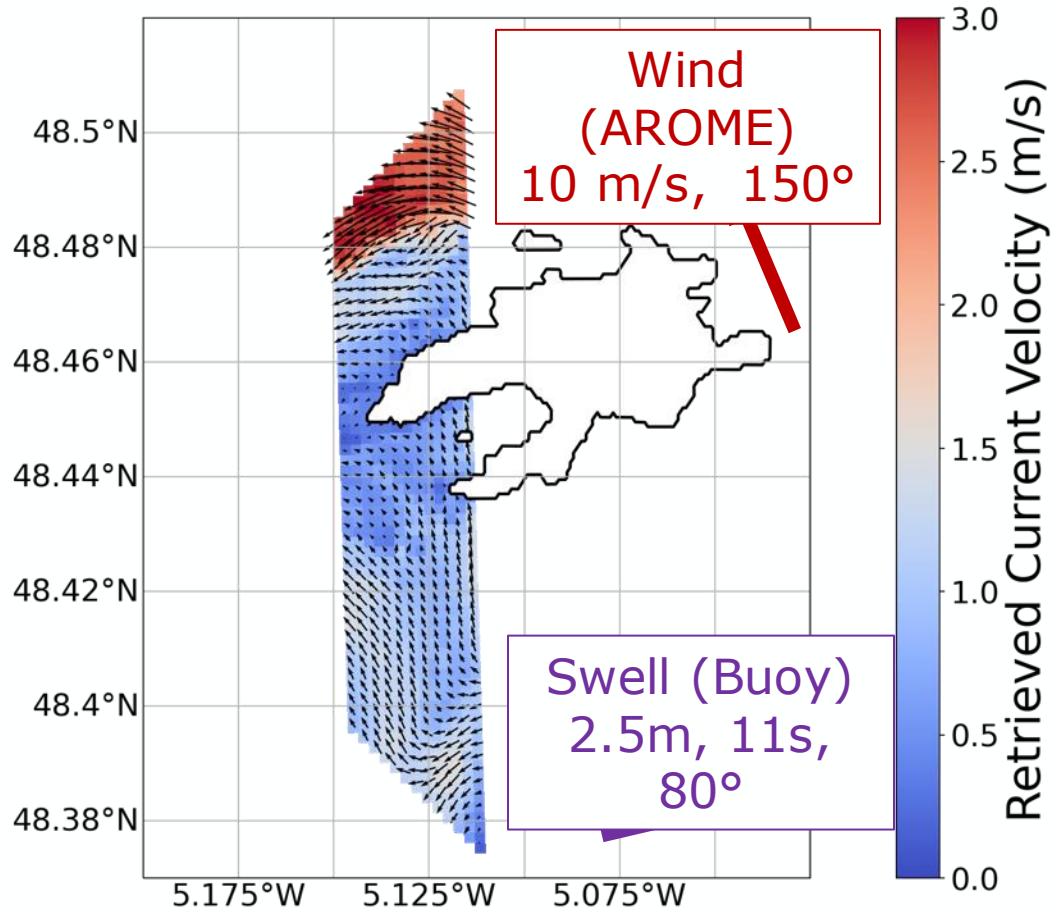 Wind
(AROME)
10 m/s, 150°
Swell (Buoy)
2.5m, 11s,
80°
48.5°N
48.48°N
48.46°N
48.44°N
48.42°N
48.4°N
48.38°N
5.175°W 5.125°W 5.075°W
3.0
2.5
2.0
1.5
1.0
0.5
0.0
Retrieved Current Velocity (m/s)